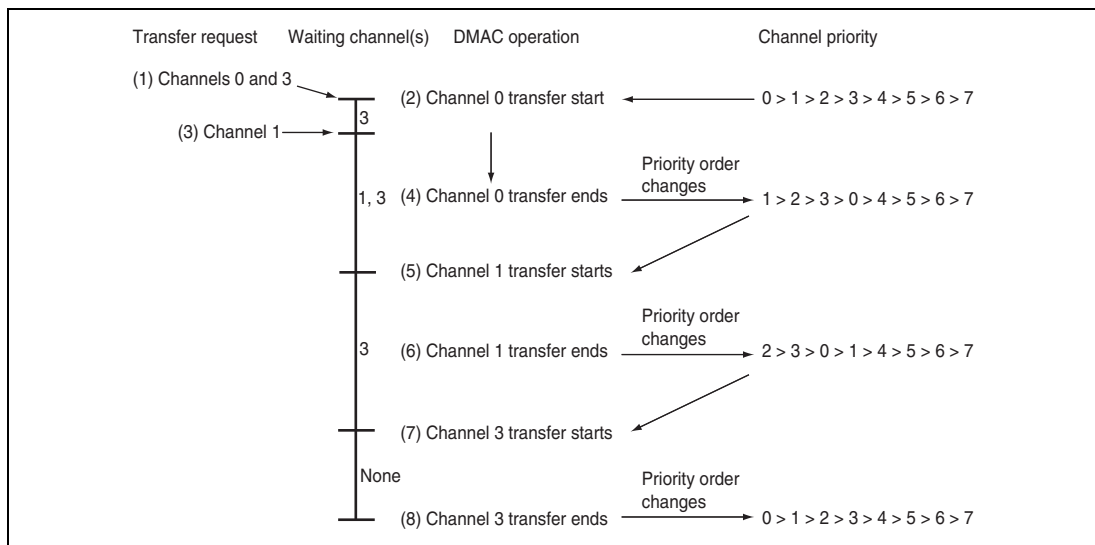 Transfer request Waiting channel(s) DMAC operation Channel priority
(1) Channels 0 and 3
(2) Channel 0 transfer start 0 > 1 > 2 > 3 > 4 > 5 > 6 > 7
3
(3) Channel 1
Priority order
changes
1, 3 (4) Channel 0 transfer ends 1 > 2 > 3 > 0 > 4 > 5 > 6 > 7
(5) Channel 1 transfer starts
Priority order
changes
3 (6) Channel 1 transfer ends 2 > 3 > 0 > 1 > 4 > 5 > 6 > 7
(7) Channel 3 transfer starts
None
Priority order
changes
(8) Channel 3 transfer ends 0 > 1 > 2 > 3 > 4 > 5 > 6 > 7